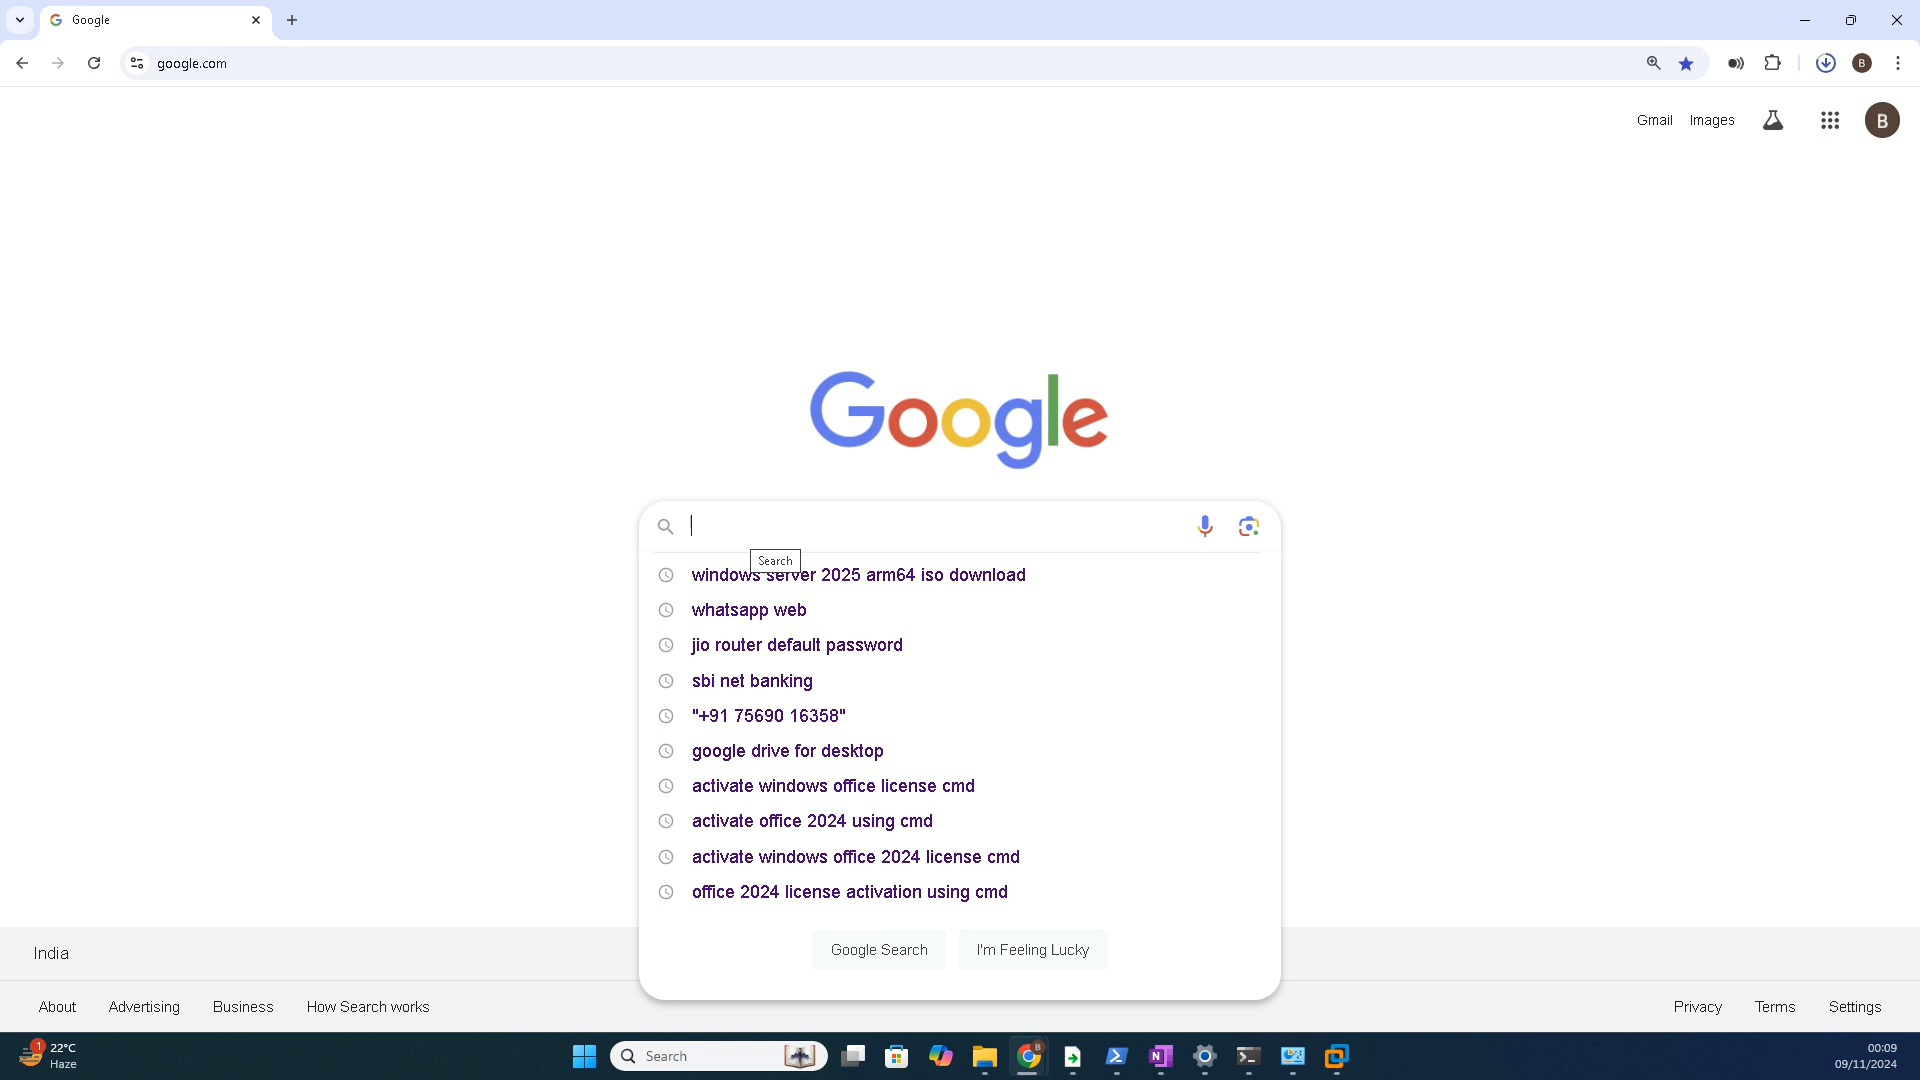 Google
google.com
B
Gmail
Images
B
Google
Search
windows server 2025 arm64 iso download
whatsapp web
jio router default password
sbi net banking
"+91 75690 16358"
google drive for desktop
activate windows office license cmd
activate office 2024 using cmd
activate windows office 2024 license cmd
office 2024 license activation using cmd
Google Search
I'm Feeling Lucky
India
About
Advertising
Business
How Search works
Privacy
Terms
Settings
1
22°C
Haze
Search
B
N
00:09
09/11/2024